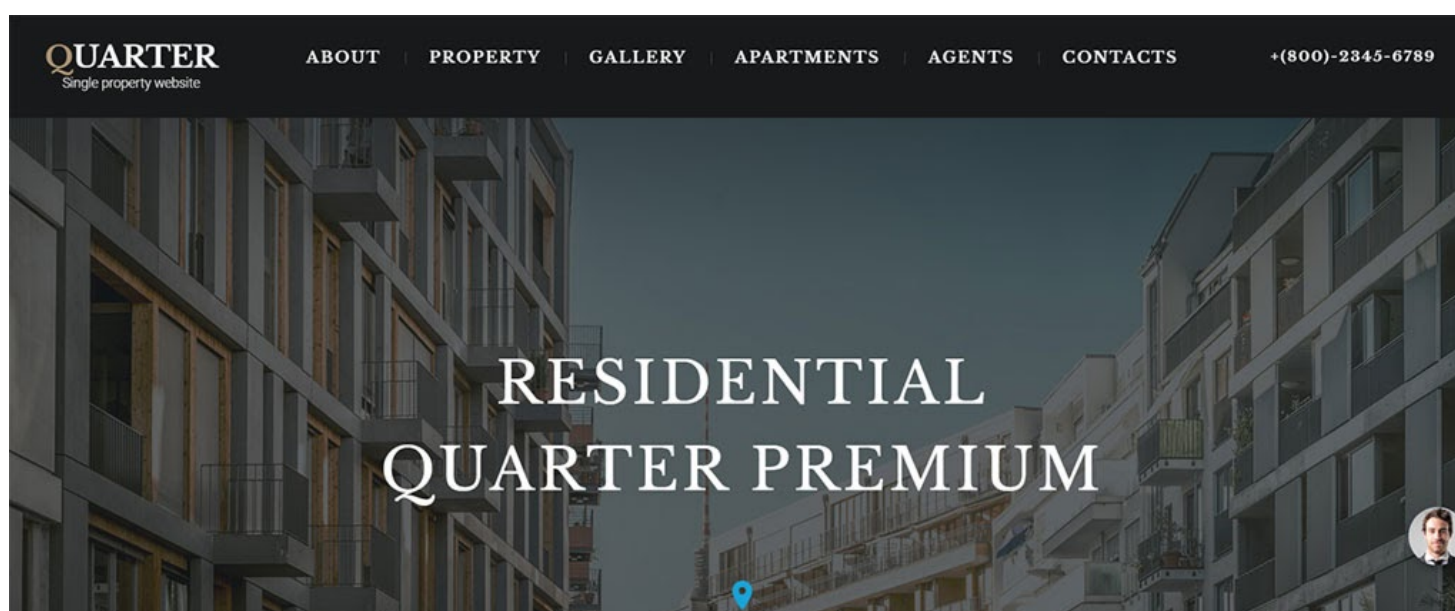 QUARTER
Single property website
ABOUT
PROPERTY
GALLERY
APARTMENTS
AGENTS
CONTACTS
+(800)-2345-6789
RESIDENTIAL
QUARTER PREMIUM